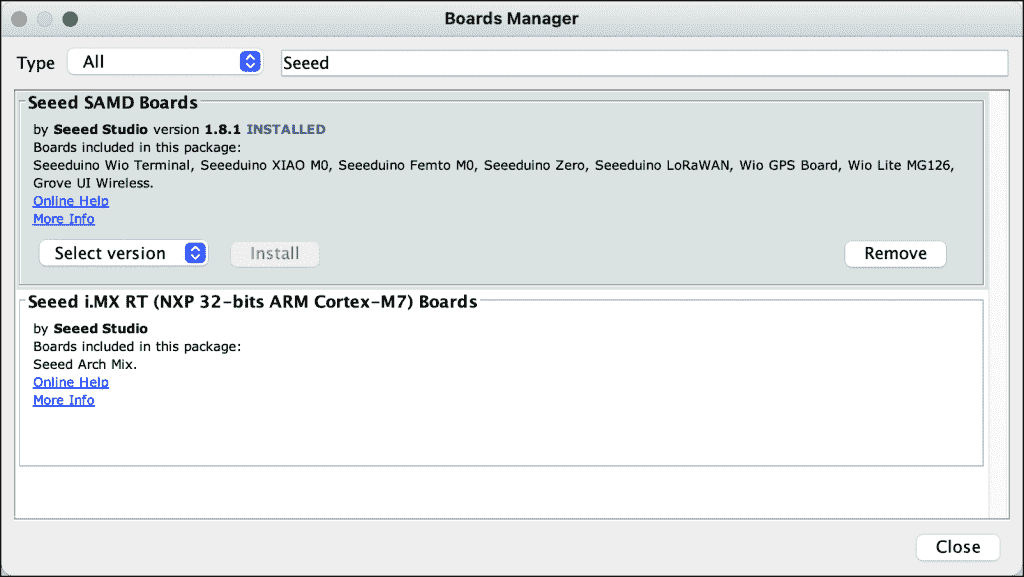 Boards Manager
Type All Seeed
Seeed SAMD Boards
by Seeed Studio version 1.8.1 INSTALLED
Boards included in this package:
Seeeduino Wio Terminal, Seeeduino XIAO M0, Seeeduino Femto M0, Seeeduino Zero, Seeeduino LoRaWAN, Wio GPS Board, Wio Lite MG126,
Grove UI Wireless.
Online Help
More Info
Select version Install Remove
Seeed i.MX RT (NXP 32-bits ARM Cortex-M7) Boards
by Seeed Studio
Boards included in this package:
Seeed Arch Mix.
Online Help
More Info
Close